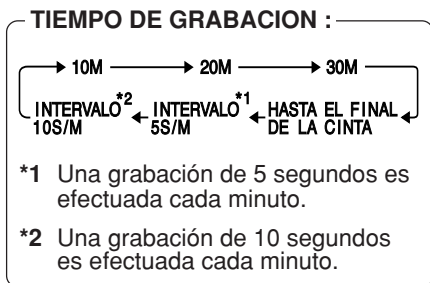 TIEMPO DE GRABACION :
10M 20M 30M
INTERVALO*2 INTERVALO*1 HASTA EL FINAL
10S/M 5S/M DE LA CINTA
*1 Una grabación de 5 segundos es
efectuada cada minuto.
*2 Una grabación de 10 segundos
es efectuada cada minuto.